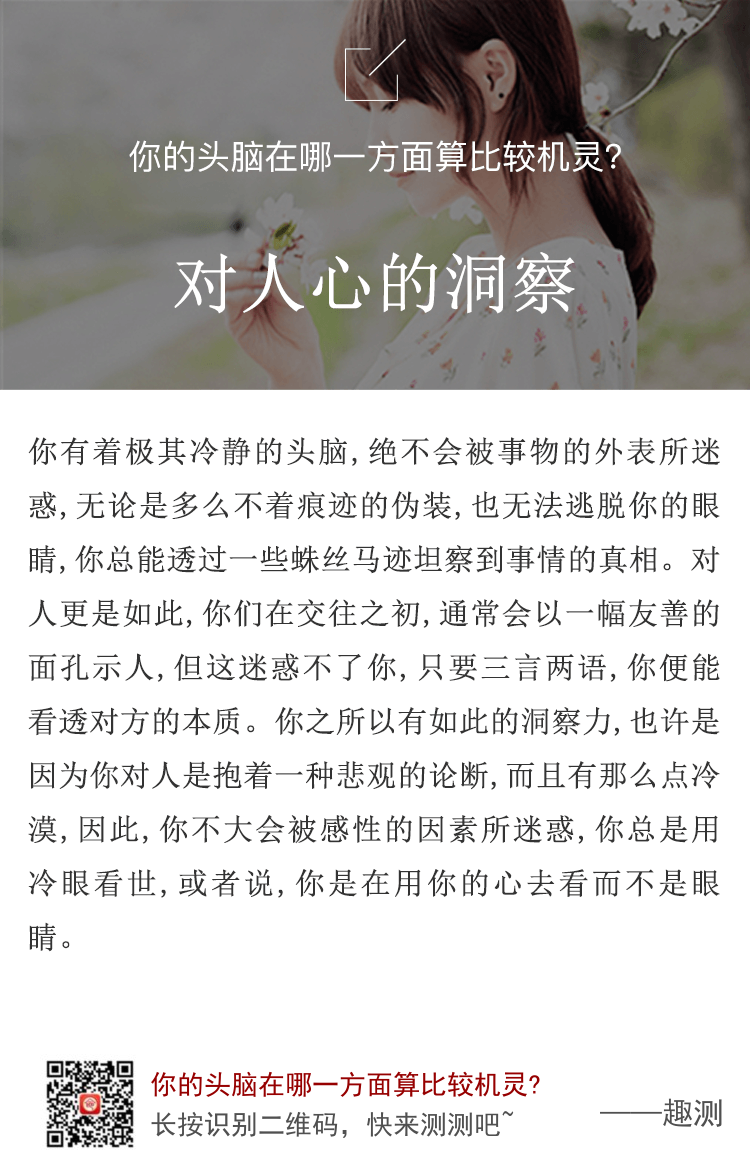 你的头脑在哪一方面算比较机灵?
对人心的洞察
你有着极其冷静的头脑,绝不会被事物的外表所迷
惑,无论是多么不着痕迹的伪装,也无法逃脱你的眼
睛,你总能透过一些蛛丝马迹坦察到事情的真相。对
人更是如此,你们在交往之初,通常会以一幅友善的
面孔示人,但这迷惑不了你,只要三言两语,你便能
看透对方的本质。你之所以有如此的洞察力,也许是
因为你对人是抱着一种悲观的论断,而且有那么点冷
漠,因此,你不大会被感性的因素所迷惑,你总是用
冷眼看世,或者说,你是在用你的心去看而不是眼
睛。
你的头脑在哪一方面算比较机灵?
长按识别二维码，快来测测吧~
——趣测